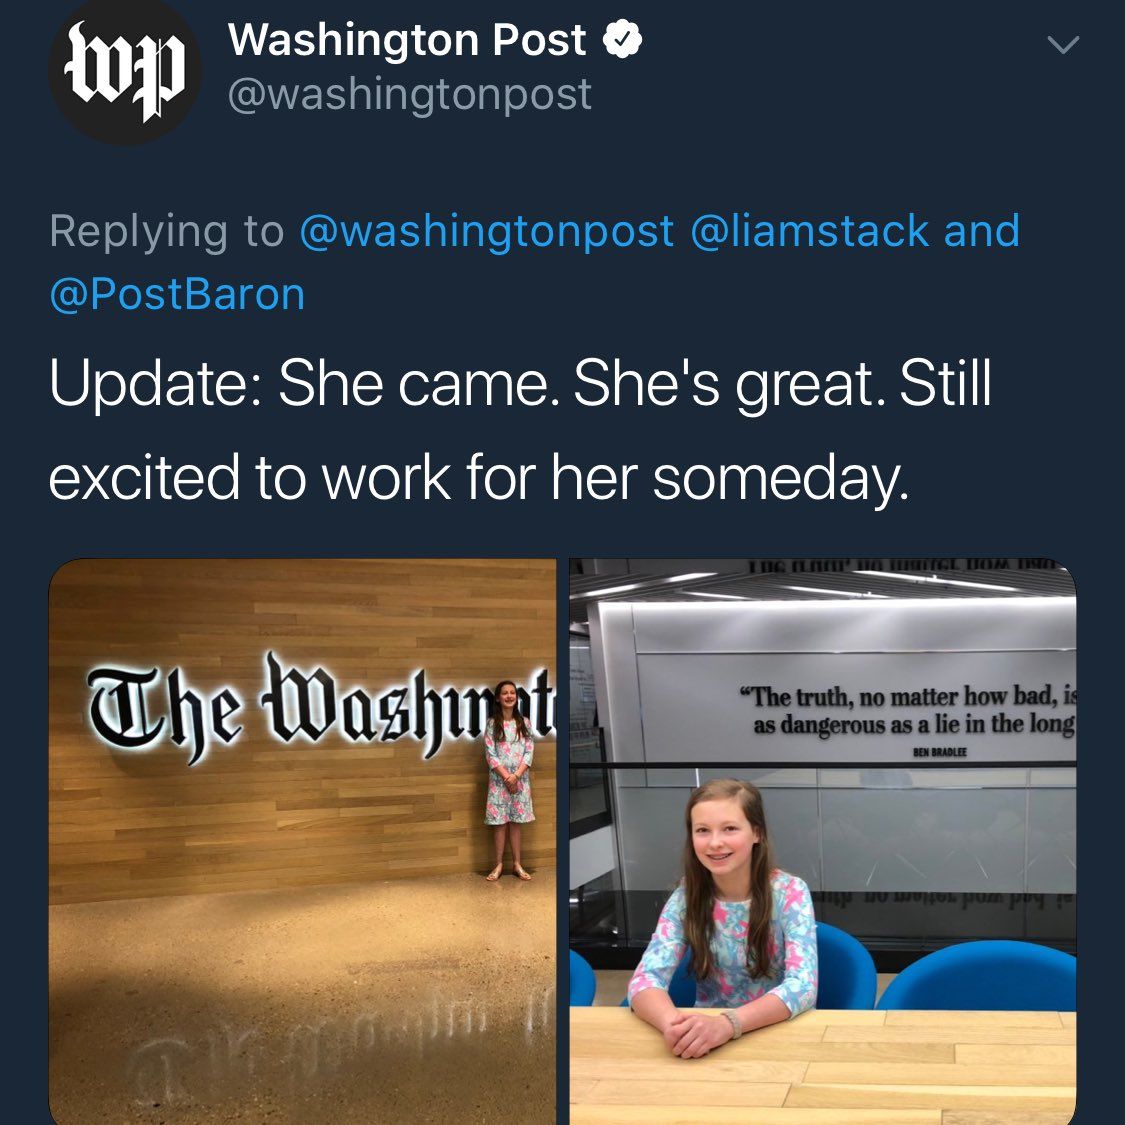 wp
Washington Post
@washingtonpost
Replying to @washingtonpost @liamstack and
@PostBaron
Update: She came. She's great. Still
excited to work for her someday.
The Washingt
"The truth, no matter how bad, is
as dangerous as a lie in the long
BEN BRADLEE